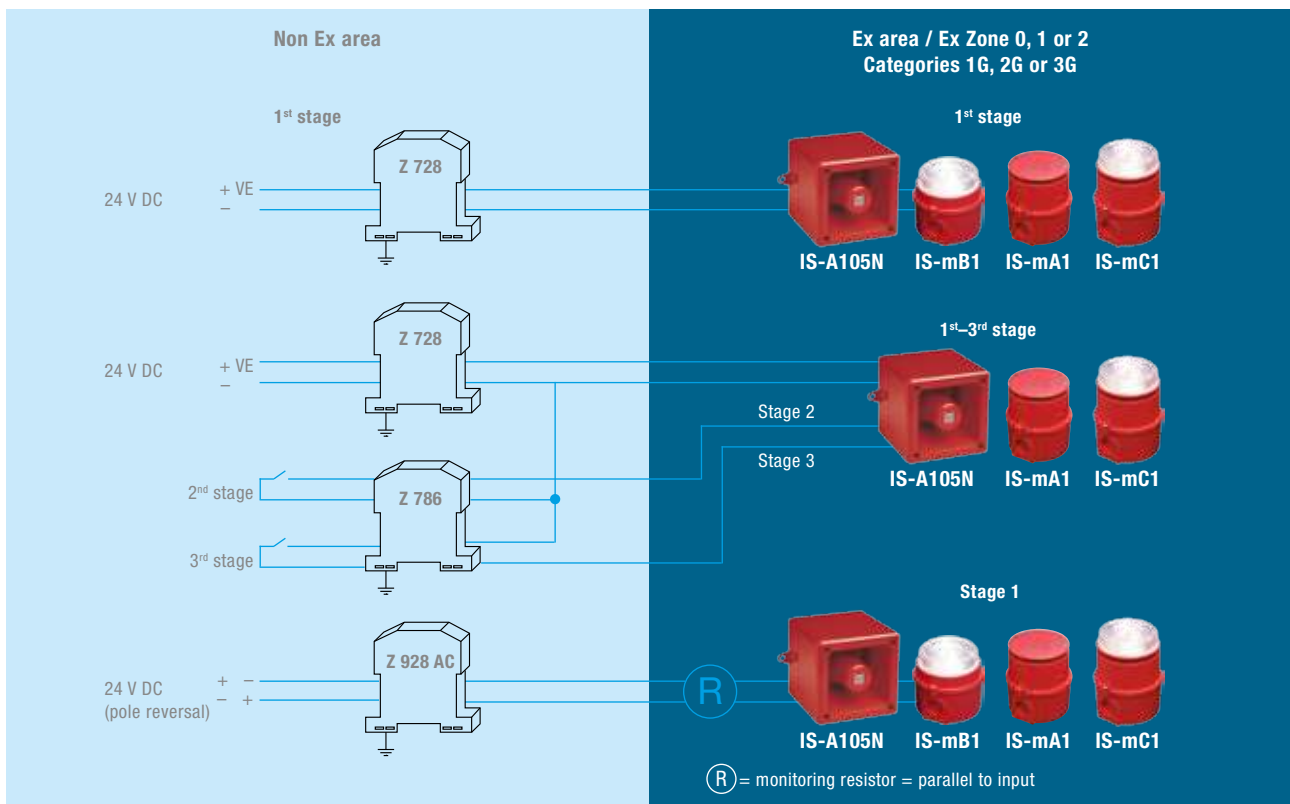 Non Ex area
Ex area / Ex Zone 0, 1 or 2
Categories 1G, 2G or 3G
1st stage
1st stage
Z 728
24 V DC
+ VE
–
IS-A105N
IS-mB1
IS-mA1
IS-mC1
1st–3rd stage
Z 728
24 V DC
+ VE
–
Stage 2
Stage 3
IS-A105N
IS-mA1
IS-mC1
2nd stage
Z 786
3rd stage
Stage 1
Z 928 AC
24 V DC
(pole reversal)
+ –
– +
R
IS-A105N
IS-mB1
IS-mA1
IS-mC1
R = monitoring resistor = parallel to input